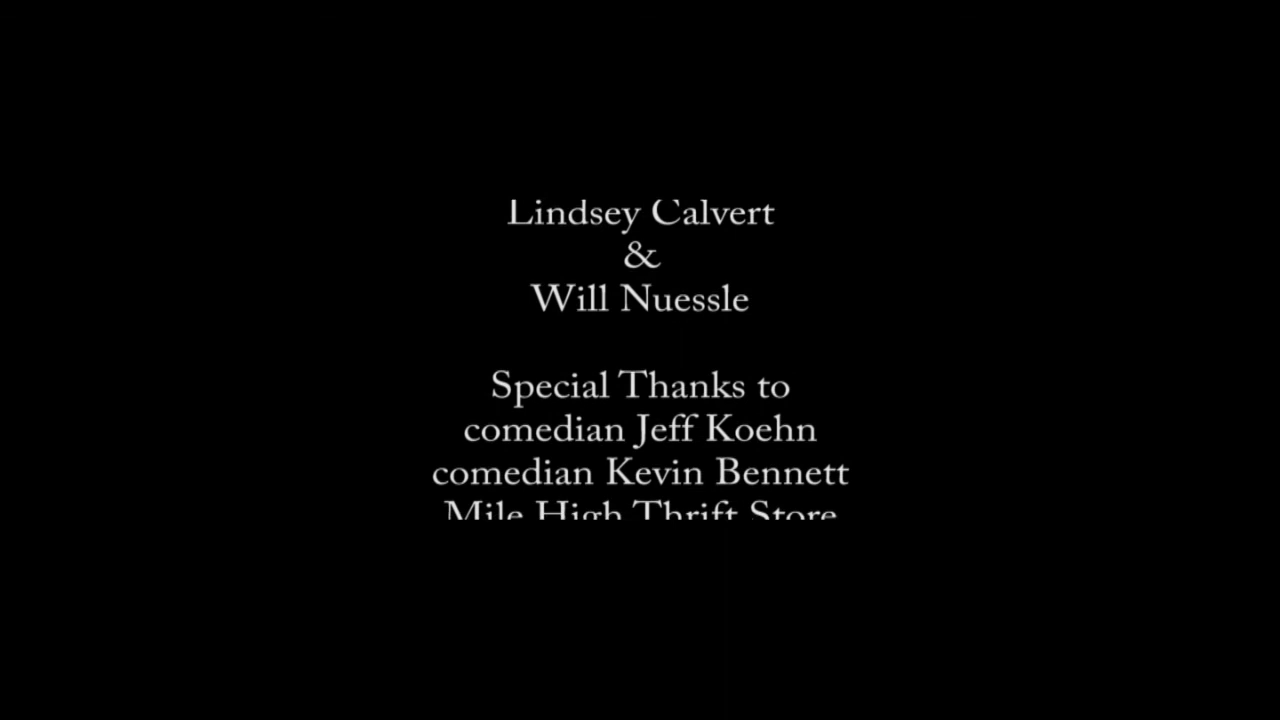 Lindsey Calvert
&
Will Nuessle
Special Thanks to
comedian Jeff Koehn
comedian Kevin Bennett
Mile High Thrift Store